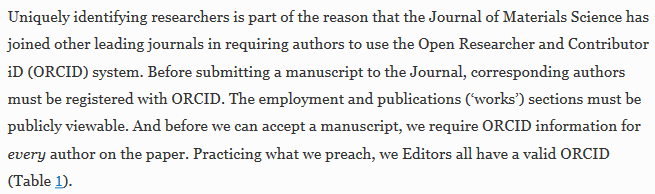 Uniquely identifying researchers is part of the reason that the Journal of Materials Science has
joined other leading journals in requiring authors to use the Open Researcher and Contributor
iD (ORCID) system. Before submitting a manuscript to the Journal, corresponding authors
must be registered with ORCID. The employment and publications (‘works’) sections must be
publicly viewable. And before we can accept a manuscript, we require ORCID information for
every author on the paper. Practicing what we preach, we Editors all have a valid ORCID
(Table 1).